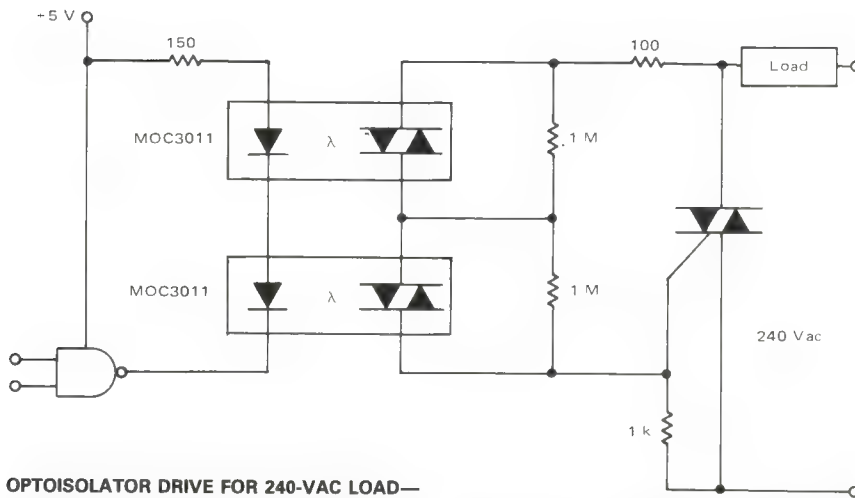 +5 V
150
100
Load
MOC3011
λ
1 M
MOC3011
λ
1 M
240 Vac
1 k
OPTOISOLATOR DRIVE FOR 240-VAC LOAD—